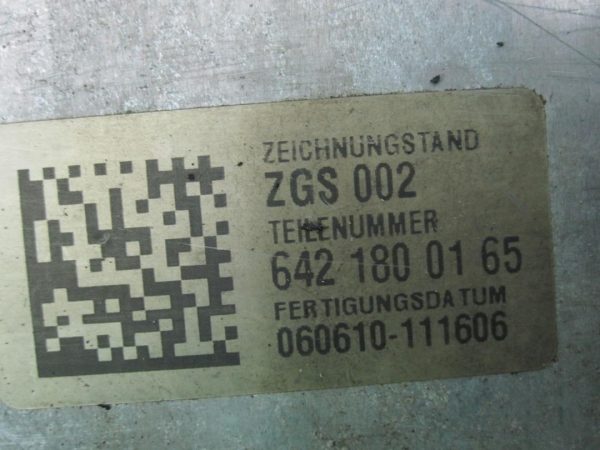 ZEICHNUNGSTAND
ZGS 002
TEILENUMMER
642 180 01 65
FERTIGUNGSDATUM
060610-111606